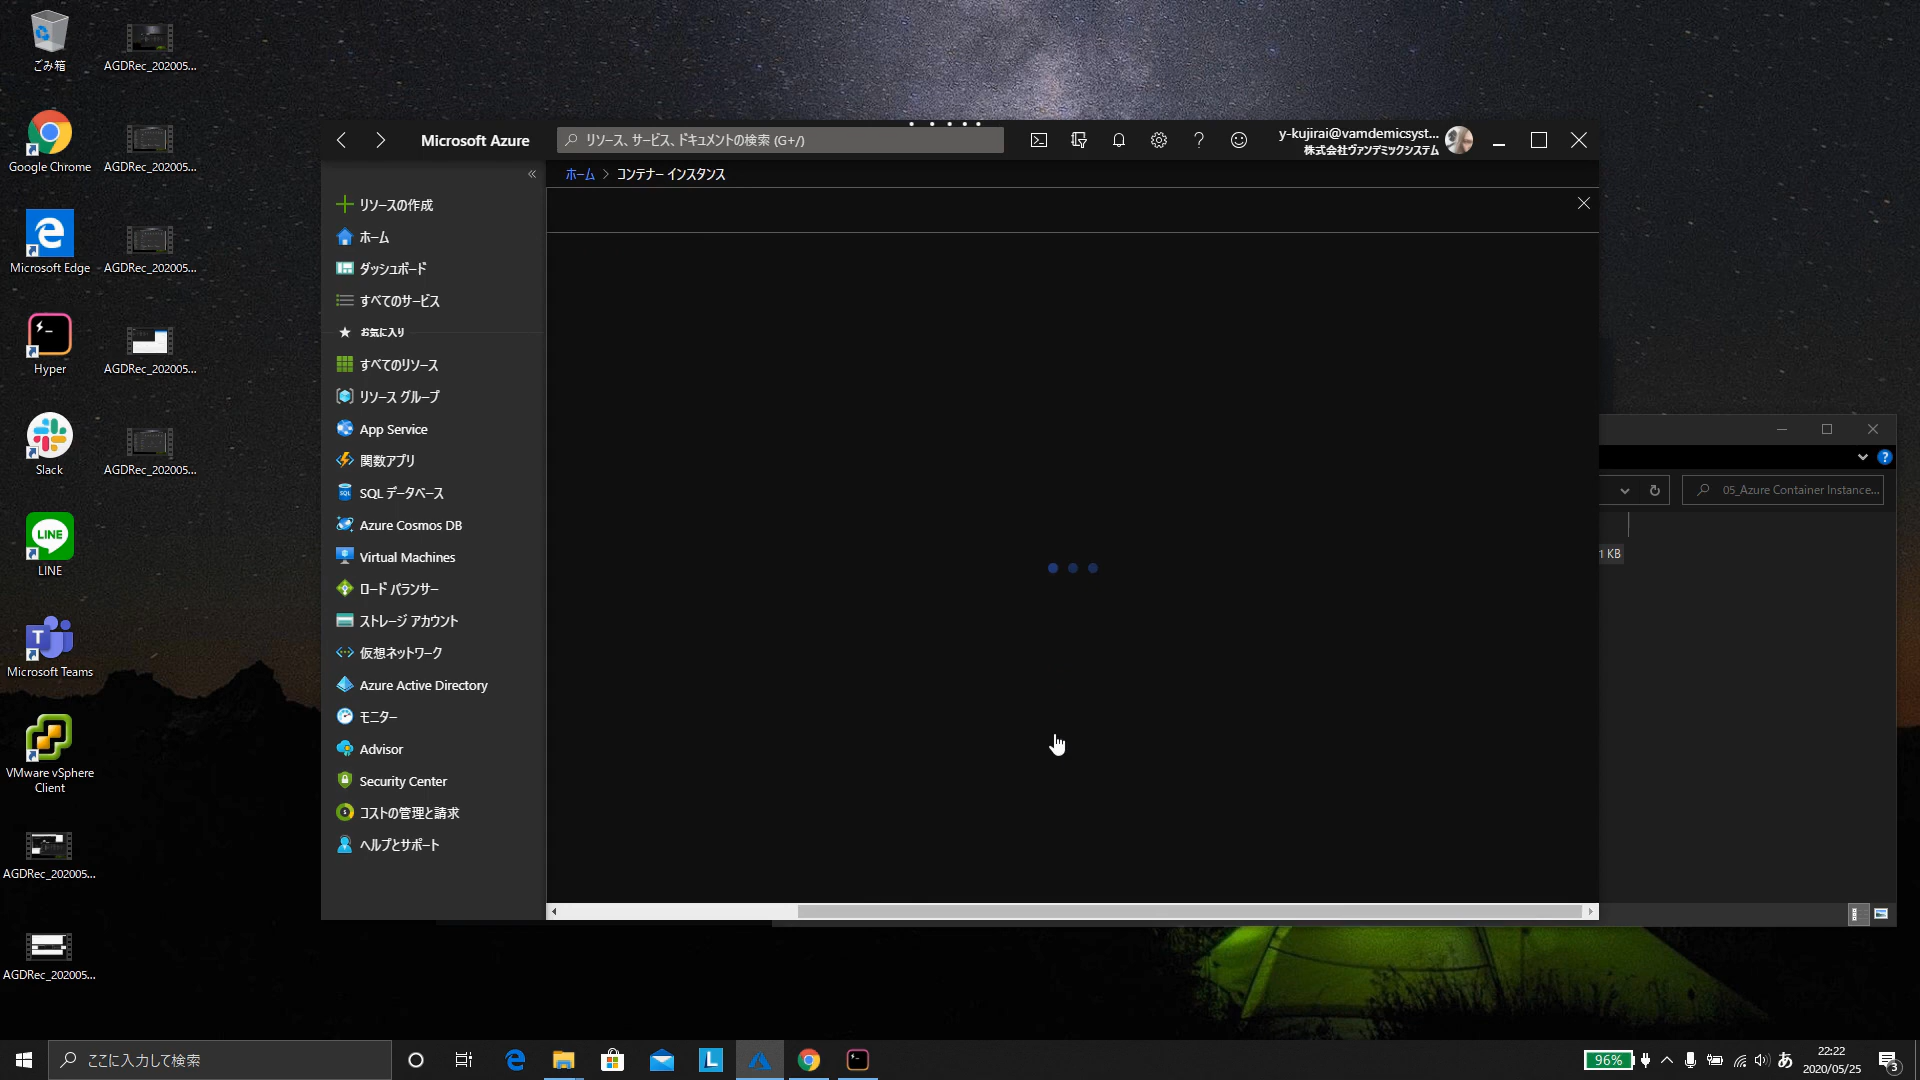 ごみ箱
AGDRec_202005...
Google Chrome
AGDRec_202005...
Microsoft Edge
AGDRec_202005...
Hyper
AGDRec_202005...
Slack
AGDRec_202005...
LINE
Microsoft Teams
VMware vSphere
Client
AGDRec_202005...
AGDRec_202005...
Microsoft Azure
リソース、サービス、ドキュメントの検索 (G+/)
y-kujirai@vamdemicsyst...
株式会社ヴァンデミックシステム
ホーム > コンテナー インスタンス
リソースの作成
ホーム
ダッシュボード
すべてのサービス
お気に入り
すべてのリソース
リソース グループ
App Service
関数アプリ
SQL データベース
Azure Cosmos DB
Virtual Machines
ロード バランサー
ストレージ アカウント
仮想ネットワーク
Azure Active Directory
モニター
Advisor
Security Center
コストの管理と請求
ヘルプとサポート
05_Azure Container Instance...
1 KB
ここに入力して検索
96%
あ
22:22
2020/05/25
3